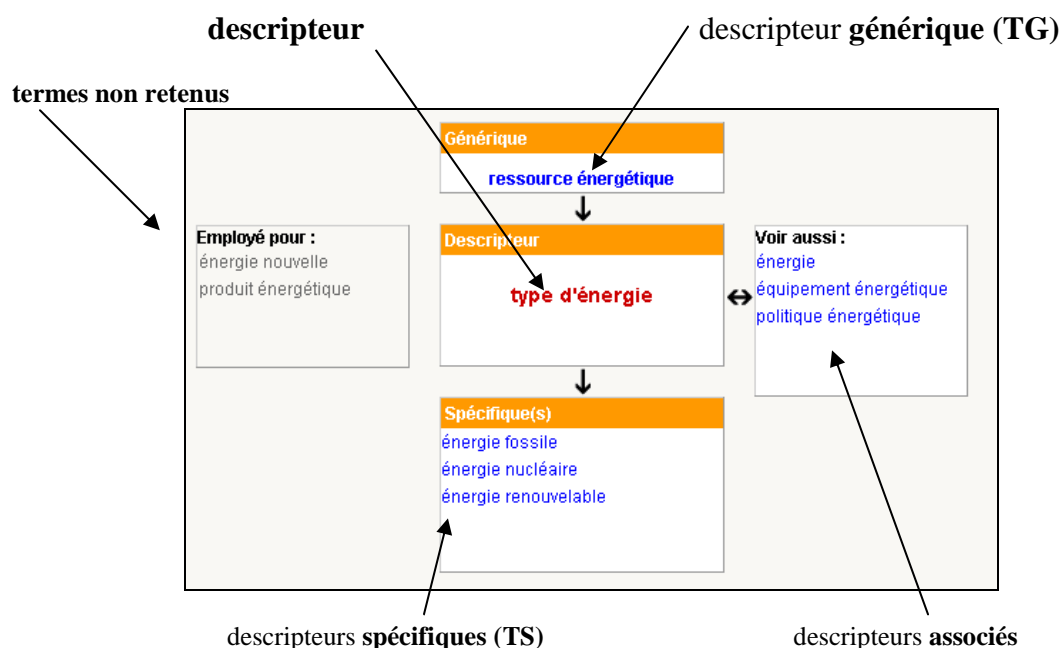 descripteur
descripteur générique (TG)
termes non retenus
Générique
ressource énergétique
Employé pour :
énergie nouvelle
produit énergétique
Descripteur
type d'énergie
Voir aussi :
énergie
équipement énergétique
politique énergétique
Spécifique(s)
énergie fossile
énergie nucléaire
énergie renouvelable
descripteurs spécifiques (TS)
descripteurs associés